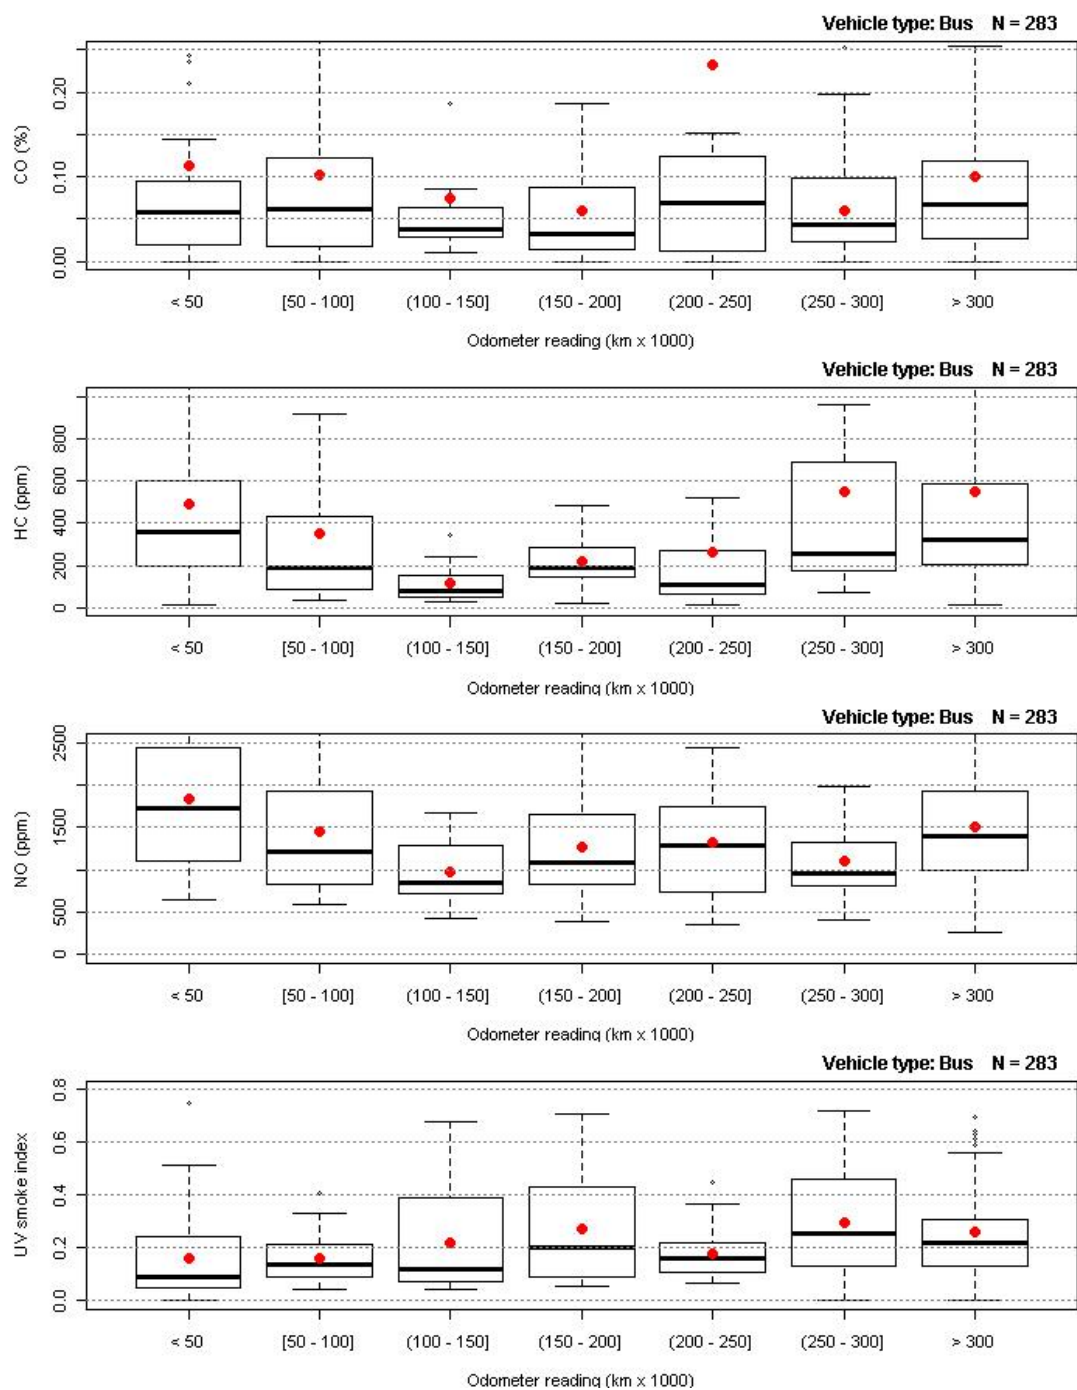 Vehicle type: Bus N = 283
CO (%)
0.20
0.10
0.00
< 50 [50 - 100] (100 - 150] (150 - 200] (200 - 250] (250 - 300] > 300
Odometer reading (km x 1000)
Vehicle type: Bus N = 283
HC (ppm)
800
600
400
200
0
< 50 [50 - 100] (100 - 150] (150 - 200] (200 - 250] (250 - 300] > 300
Odometer reading (km x 1000)
Vehicle type: Bus N = 283
NO (ppm)
2500
1500
500
0
< 50 [50 - 100] (100 - 150] (150 - 200] (200 - 250] (250 - 300] > 300
Odometer reading (km x 1000)
Vehicle type: Bus N = 283
UV smoke index
0.8
0.6
0.4
0.2
0.0
< 50 [50 - 100] (100 - 150] (150 - 200] (200 - 250] (250 - 300] > 300
Odometer reading (km x 1000)